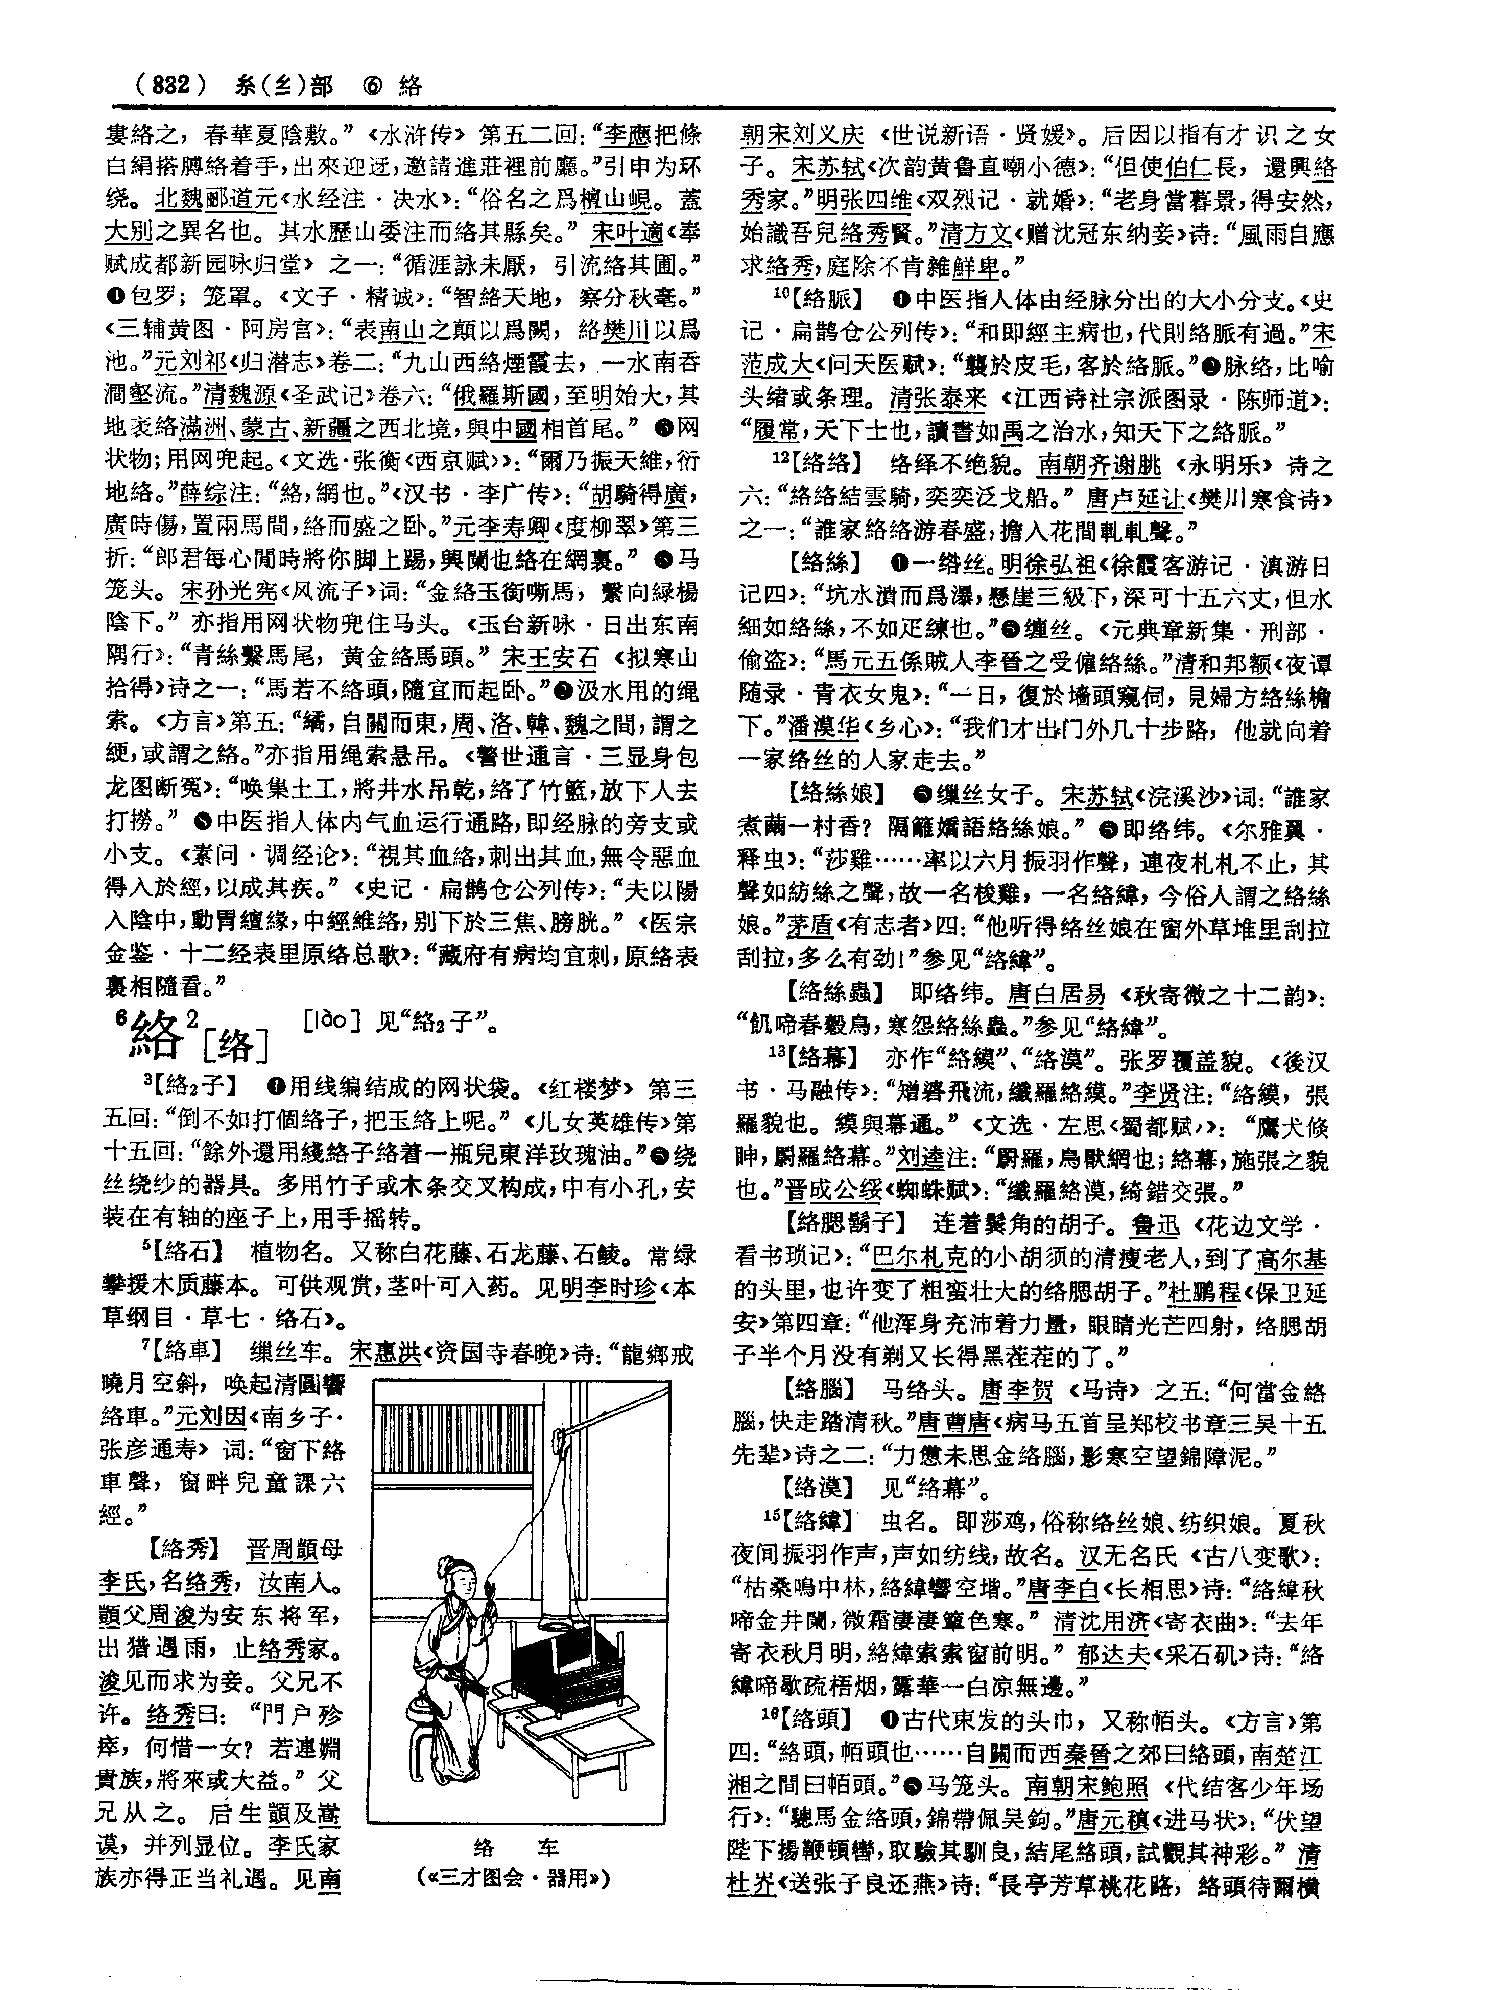 (832) 糸(纟)部 ⑥ 络
宴絡之，春華夏陰敷。”《水浒传》第五二回：“李應把條
白絹搭膊絡着手，出來迎迓，邀請進莊裡前廳。”引申为环
绕。北魏郦道元《水经注·决水》：“俗名之爲檀山峴。蓋
大别之異名也。其水歷山委注而絡其縣矣。”宋叶適《奉
赋成都新园咏归堂》之一：“循涯詠未厭，引流絡其圃。”
❹包罗；笼罩。《文子·精诚》：“智絡天地，察分秋毫。”
《三辅黄图·阿房宫》：“表南山之顛以爲闕，絡樊川以爲
池。”元刘祁《归潜志》卷二：“九山西絡煙霞去，一水南吞
澗壑流。”清魏源《圣武记》卷六：“俄羅斯國，至明始大，其
地袤絡滿洲、蒙古、新疆之西北境，與中國相首尾。”❺网
状物；用网兜起。《文选·张衡〈西京赋〉》：“爾乃振天維，衍
地絡。”薛综注：“絡，網也。”《汉书·李广传》：“胡騎得廣，
廣時傷，置兩馬間，絡而盛之卧。”元李寿卿《度柳翠》第三
折：“郎君每心閒時將你脚上踢，興闌也絡在網裏。”❻马
笼头。宋孙光宪《风流子》词：“金絡玉銜嘶馬，繫向緑楊
陰下。”亦指用网状物兜住马头。《玉台新咏·日出东南
隅行》：“青絲繫馬尾，黄金絡馬頭。”宋王安石《拟寒山
拾得》诗之一：“馬若不絡頭，隨宜而起卧。”❼汲水用的绳
索。《方言》第五：“繘，自關而東，周、洛、韓、魏之間，謂之
綆，或謂之絡。”亦指用绳索悬吊。《警世通言·三显身包
龙图断冤》：“唤集土工，將井水吊乾，絡了竹籃，放下人去
打撈。”❽中医指人体内气血运行通路，即经脉的旁支或
小支。《素问·调经论》：“視其血絡，刺出其血，無令惡血
得入於經，以成其疾。”《史记·扁鹊仓公列传》：“夫以陽
入陰中，動胃繵緣，中經維絡，别下於三焦、膀胱。”《医宗
金鉴·十二经表里原络总歌》：“藏府有病均宜刺，原絡表
裏相隨看。”
⁶絡²［络］ ［lào］见“絡₂子”。
³【絡₂子】 ❶用线编结成的网状袋。《红楼梦》第三
五回：“倒不如打個絡子，把玉絡上呢。”《儿女英雄传》第
十五回：“餘外還用綫絡子絡着一瓶兒東洋玫瑰油。”❷绕
丝绕纱的器具。多用竹子或木条交叉构成，中有小孔，安
装在有轴的座子上，用手摇转。
⁵【絡石】 植物名。又称白花藤、石龙藤、石鲮。常绿
攀援木质藤本。可供观赏，茎叶可入药。见明李时珍《本
草纲目·草七·络石》。
⁷【絡車】 缫丝车。宋惠洪《资国寺春晚》诗：“龍鄉戒
曉月空斜，唤起清圓響
絡車。”元刘因《南乡子·
张彦通寿》词：“窗下絡
車聲，窗畔兒童課六
經。”
【絡秀】 晋周顗母
李氏，名络秀，汝南人。
顗父周浚为安东将军，
出猎遇雨，止络秀家。
浚见而求为妾。父兄不
许。络秀曰：“門户殄
瘁，何惜一女？若連姻
貴族，將來或大益。”父
兄从之。后生顗及嵩
谟，并列显位。李氏家
族亦得正当礼遇。见南
络 车
（《三才图会·器用》）
朝宋刘义庆《世说新语·贤媛》。后因以指有才识之女
子。宋苏轼《次韵黄鲁直嘲小德》：“但使伯仁長，還興絡
秀家。”明张四维《双烈记·就婚》：“老身當暮景，得安然，
始識吾兒絡秀賢。”清方文《赠沈冠东纳妾》诗：“風雨自應
求絡秀，庭除不肯雜鮮卑。”
¹⁰【絡脈】 ❶中医指人体由经脉分出的大小分支。《史
记·扁鹊仓公列传》：“和即經主病也，代則絡脈有過。”宋
范成大《问天医赋》：“襲於皮毛，客於絡脈。”❷脉络，比喻
头绪或条理。清张泰来《江西诗社宗派图录·陈师道》：
“履常，天下士也，讀書如禹之治水，知天下之絡脈。”
¹²【絡络】 络绎不绝貌。南朝齐谢朓《永明乐》诗之
六：“絡絡結雲騎，奕奕泛戈船。”唐卢延让《樊川寒食诗》
之一：“誰家絡絡游春盛，擔入花間軋軋聲。”
【絡絲】 ❶一绺丝。明徐弘祖《徐霞客游记·滇游日
记四》：“坑水潰而爲瀑，懸崖三級下，深可十五六丈，但水
細如絡絲，不如疋練也。”❷缠丝。《元典章新集·刑部·
偷盗》：“馬元五係賊人李晉之受僱絡絲。”清和邦额《夜谭
随录·青衣女鬼》：“一日，復於墻頭窺伺，見婦方絡絲檐
下。”潘漠华《乡心》：“我们才出门外几十步路，他就向着
一家络丝的人家走去。”
【絡絲娘】 ❶缫丝女子。宋苏轼《浣溪沙》词：“誰家
煮繭一村香？隔籬嬌語絡絲娘。”❷即络纬。《尔雅翼·
释虫》：“莎雞……率以六月振羽作聲，連夜札札不止，其
聲如紡絲之聲，故一名梭雞，一名絡緯，今俗人謂之絡絲
娘。”茅盾《有志者》四：“他听得络丝娘在窗外草堆里刮拉
刮拉，多么有劲！”参见“絡緯”。
【絡絲蟲】 即络纬。唐白居易《秋寄微之十二韵》：
“飢啼春轂鳥，寒怨絡絲蟲。”参见“絡緯”。
¹³【絡幕】 亦作“絡縸”、“絡漠”。张罗覆盖貌。《後汉
书·马融传》：“矰碆飛流，纖羅絡縸。”李贤注：“絡縸，張
羅貌也。縸與幕通。”《文选·左思〈蜀都赋〉》：“鷹犬倏
眒，罻羅絡幕。”刘逵注：“罻羅，鳥獸網也；絡幕，施張之貌
也。”晋成公绥《蜘蛛赋》：“纖羅絡漠，綺錯交張。”
【絡腮鬍子】 连着鬓角的胡子。鲁迅《花边文学·
看书琐记》：“巴尔札克的小胡须的清瘦老人，到了高尔基
的头里，也许变了粗蛮壮大的络腮胡子。”杜鹏程《保卫延
安》第四章：“他浑身充沛着力量，眼睛光芒四射，络腮胡
子半个月没有剃又长得黑茬茬的了。”
【絡腦】 马络头。唐李贺《马诗》之五：“何當金絡
腦，快走踏清秋。”唐曹唐《病马五首呈郑校书章三吴十五
先辈》诗之二：“力憊未思金絡腦，影寒空望錦障泥。”
【絡漠】 见“絡幕”。
¹⁵【絡緯】 虫名。即莎鸡，俗称络丝娘、纺织娘。夏秋
夜间振羽作声，声如纺线，故名。汉无名氏《古八变歌》：
“枯桑鳴中林，絡緯響空堦。”唐李白《长相思》诗：“絡緯秋
啼金井闌，微霜凄凄簟色寒。”清沈用济《寄衣曲》：“去年
寄衣秋月明，絡緯索索窗前明。”郁达夫《采石矶》诗：“絡
緯啼歇疏梧烟，露華一白凉無邊。”
¹⁶【絡頭】 ❶古代束发的头巾，又称帞头。《方言》第
四：“絡頭，帞頭也……自關而西秦晉之郊曰絡頭，南楚江
湘之間曰帞頭。”❷马笼头。南朝宋鲍照《代结客少年场
行》：“驄馬金絡頭，錦帶佩吴鉤。”唐元稹《进马状》：“伏望
陛下揚鞭頓轡，取驗其馴良，結尾絡頭，試觀其神彩。”清
杜岕《送张子良还燕》诗：“長亭芳草桃花路，絡頭待爾横